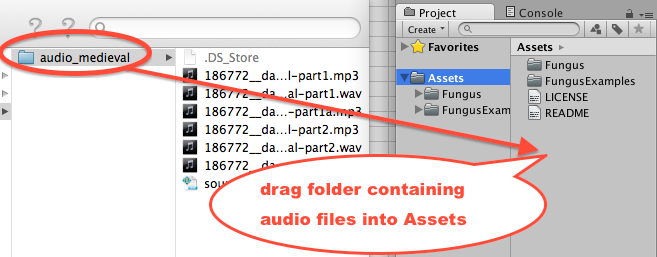 audio_medieval
.DS_Store
186772__da...l-part1.mp3
186772__da...al-part1.wav
186772__da...-part1a.mp3
186772__da...l-part2.mp3
186772__da...al-part2.wav
186772__da
sou
Project
Console
Create
Favorites
Assets
Fungus
FungusExam
Assets
Fungus
FungusExamples
LICENSE
README
drag folder containing
audio files into Assets